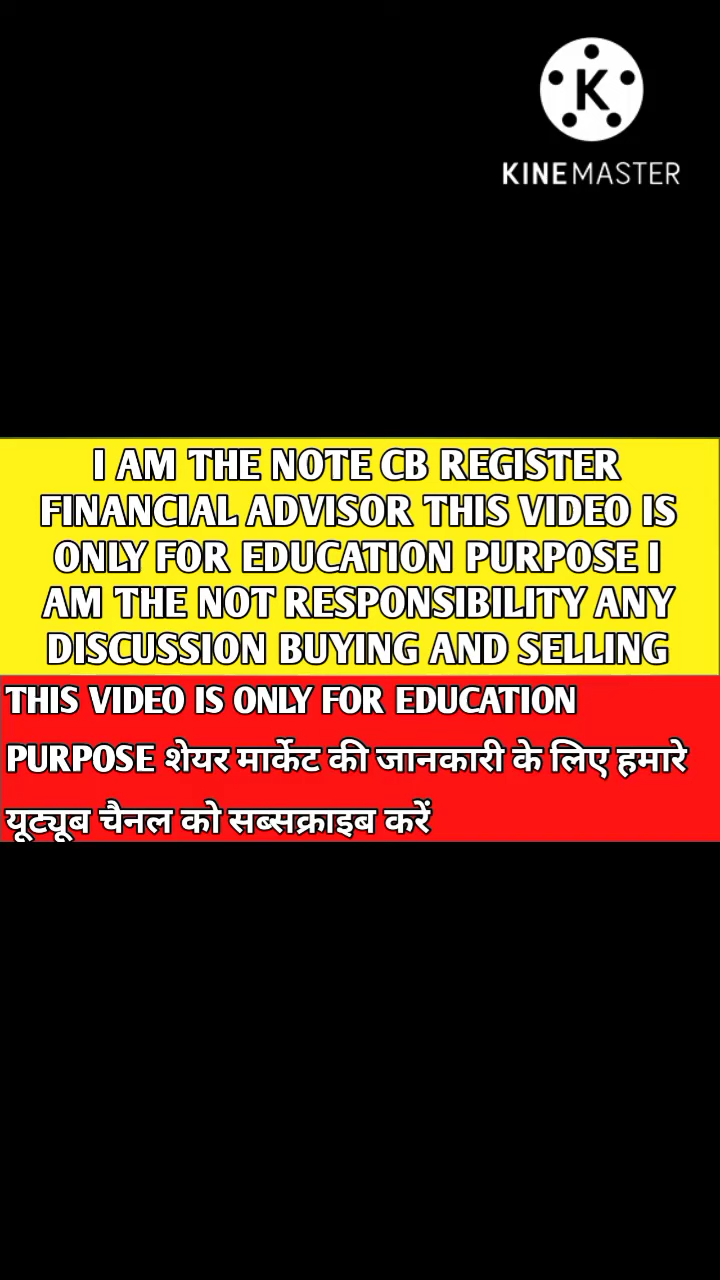 K
KINEMASTER
I AM THE NOTE CB REGISTER
FINANCIAL ADVISOR THIS VIDEO IS
ONLY FOR EDUCATION PURPOSE I
AM THE NOT RESPONSIBILITY ANY
DISCUSSION BUYING AND SELLING
THIS VIDEO IS ONLY FOR EDUCATION
PURPOSE शेयर मार्केट की जानकारी के लिए हमारे
यूट्यूब चैनल को सब्सक्राइब करें